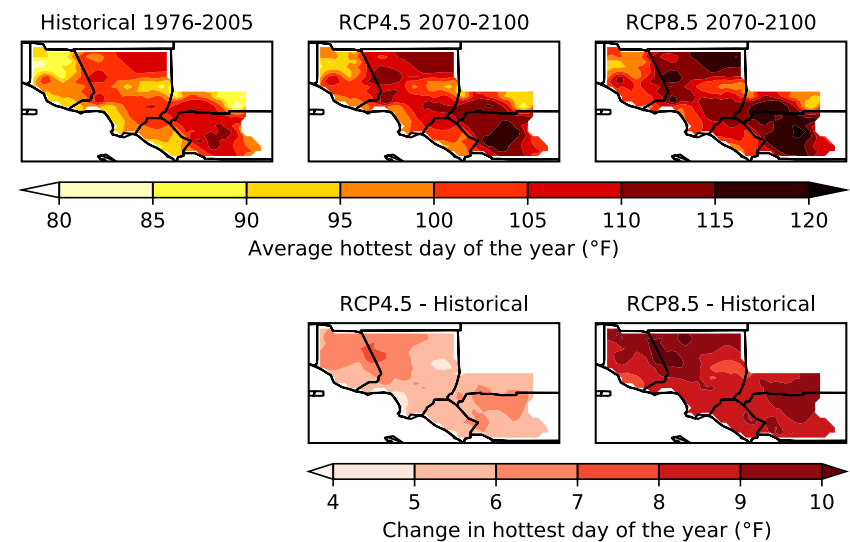 Historical 1976-2005 RCP4.5 2070-2100 RCP8.5 2070-2100
80 85 90 95 100 105 110 115 120
Average hottest day of the year (°F)
RCP4.5 - Historical RCP8.5 - Historical
4 5 6 7 8 9 10
Change in hottest day of the year (°F)